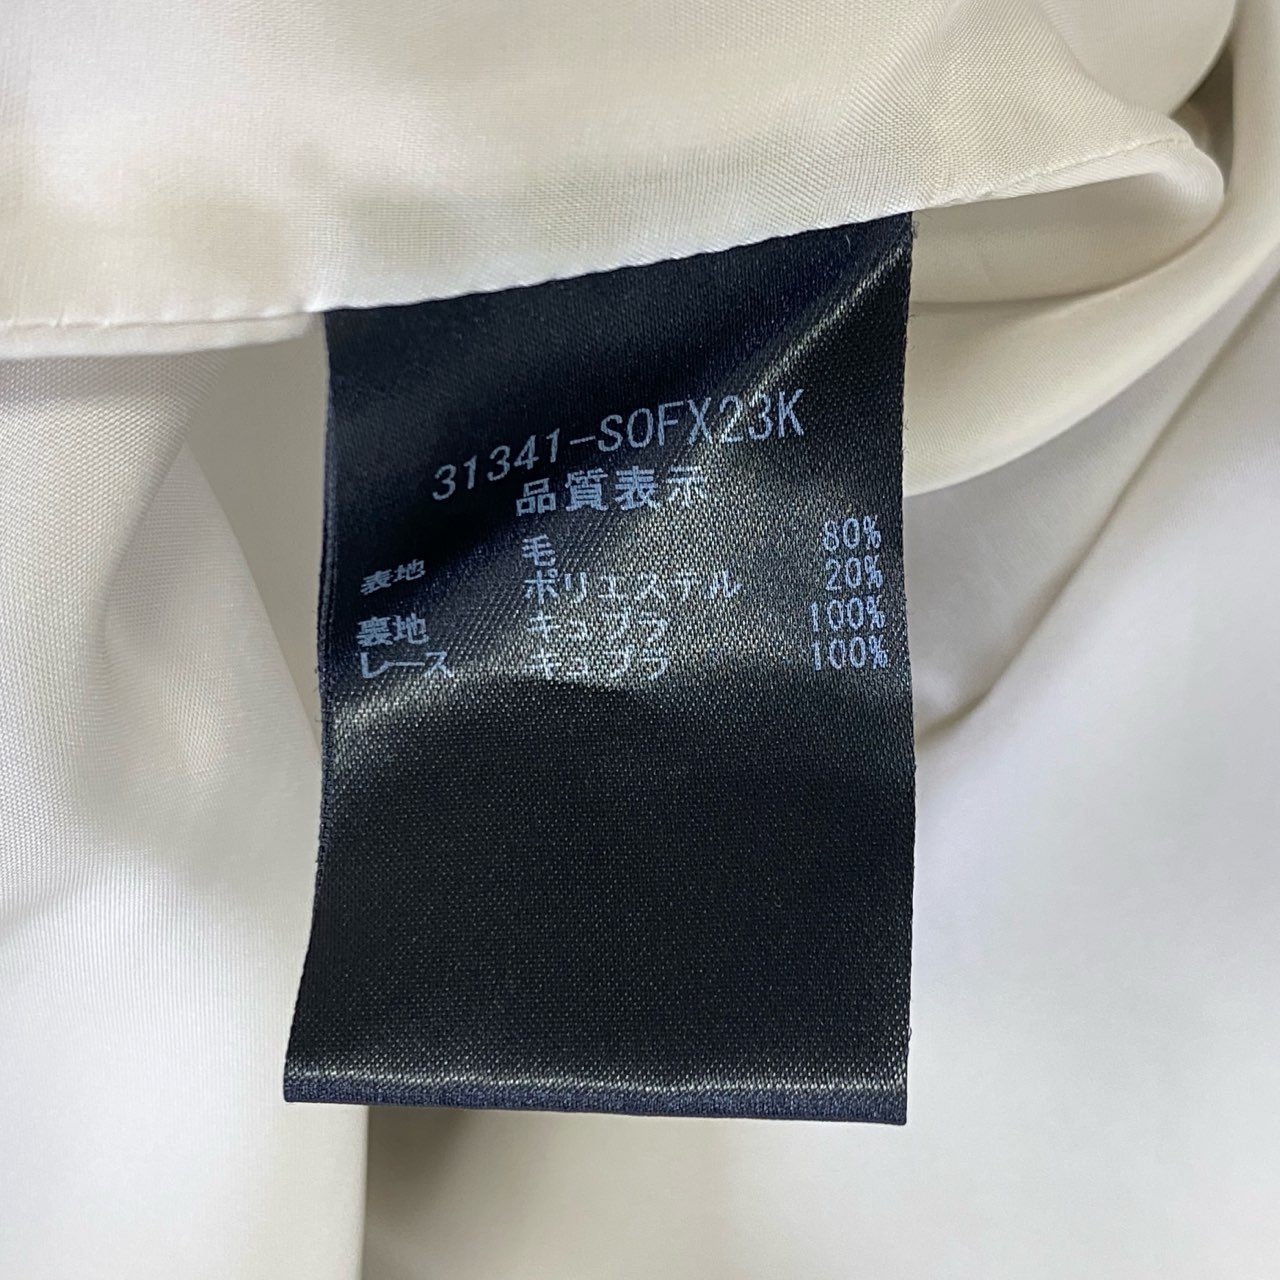 31341-SOFX23K
品質表示
表地 毛 80%
ポリエステル 20%
裏地 キュプラ 100%
レース キュプラ 100%